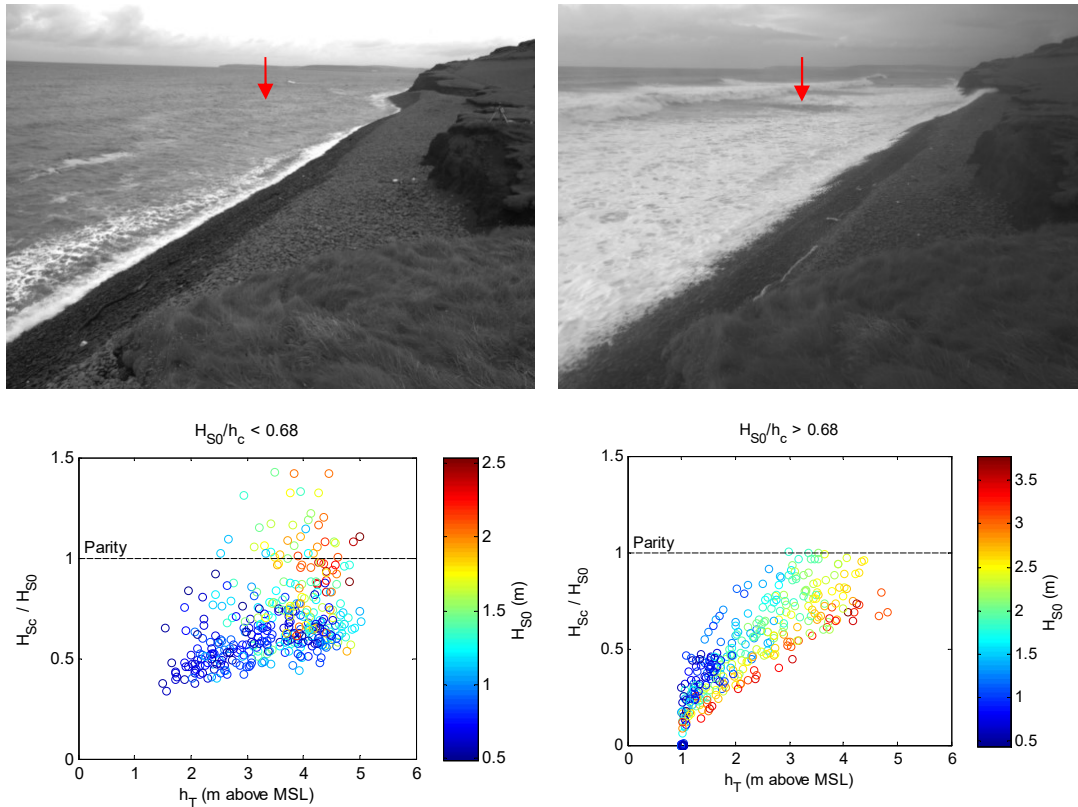 H_S0/h_c < 0.68
1.5
1
0.5
0
Parity
H_Sc / H_S0
0 1 2 3 4 5 6
h_T (m above MSL)
2.5
2
1.5
1
0.5
H_S0 (m)
H_S0/h_c > 0.68
1.5
1
0.5
0
Parity
H_Sc / H_S0
0 1 2 3 4 5 6
h_T (m above MSL)
3.5
3
2.5
2
1.5
1
0.5
H_S0 (m)